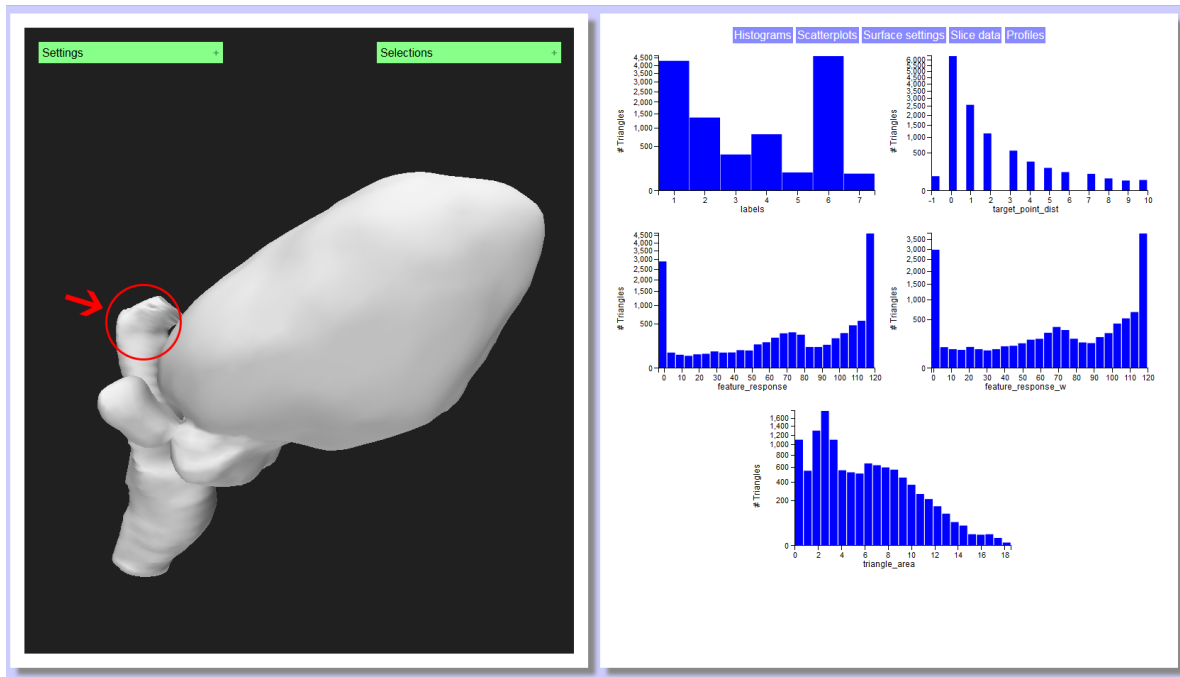 Settings +
Selections +
Histograms Scatterplots Surface settings Slice data Profiles
4,500
4,000
3,500
3,000
2,500
2,000
1,500
1,000
500
0
# Triangles
1 2 3 4 5 6 7
labels
6,000
5,500
5,000
4,500
4,000
3,500
3,000
2,500
2,000
1,500
1,000
500
0
# Triangles
-1 0 1 2 3 4 5 6 7 8 9 10
target_point_dist
4,500
4,000
3,500
3,000
2,500
2,000
1,500
1,000
500
0
# Triangles
0 10 20 30 40 50 60 70 80 90 100 110 120
feature_response
3,500
3,000
2,500
2,000
1,500
1,000
500
0
# Triangles
0 10 20 30 40 50 60 70 80 90 100 110 120
feature_response_w
1,600
1,400
1,200
1,000
800
600
400
200
0
# Triangles
0 2 4 6 8 10 12 14 16 18
triangle_area